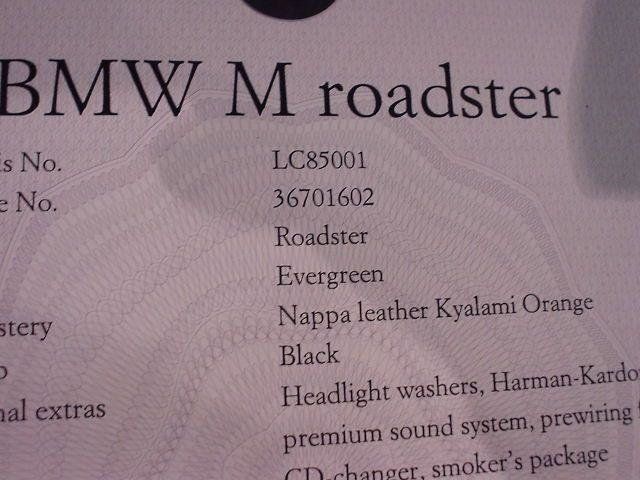 BMW M roadster
is No. LC85001
e No. 36701602
Roadster
Evergreen
stery Nappa leather Kyalami Orange
Black
nal extras Headlight washers, Harman-Kardo
premium sound system, prewiring
CD-changer, smoker's package